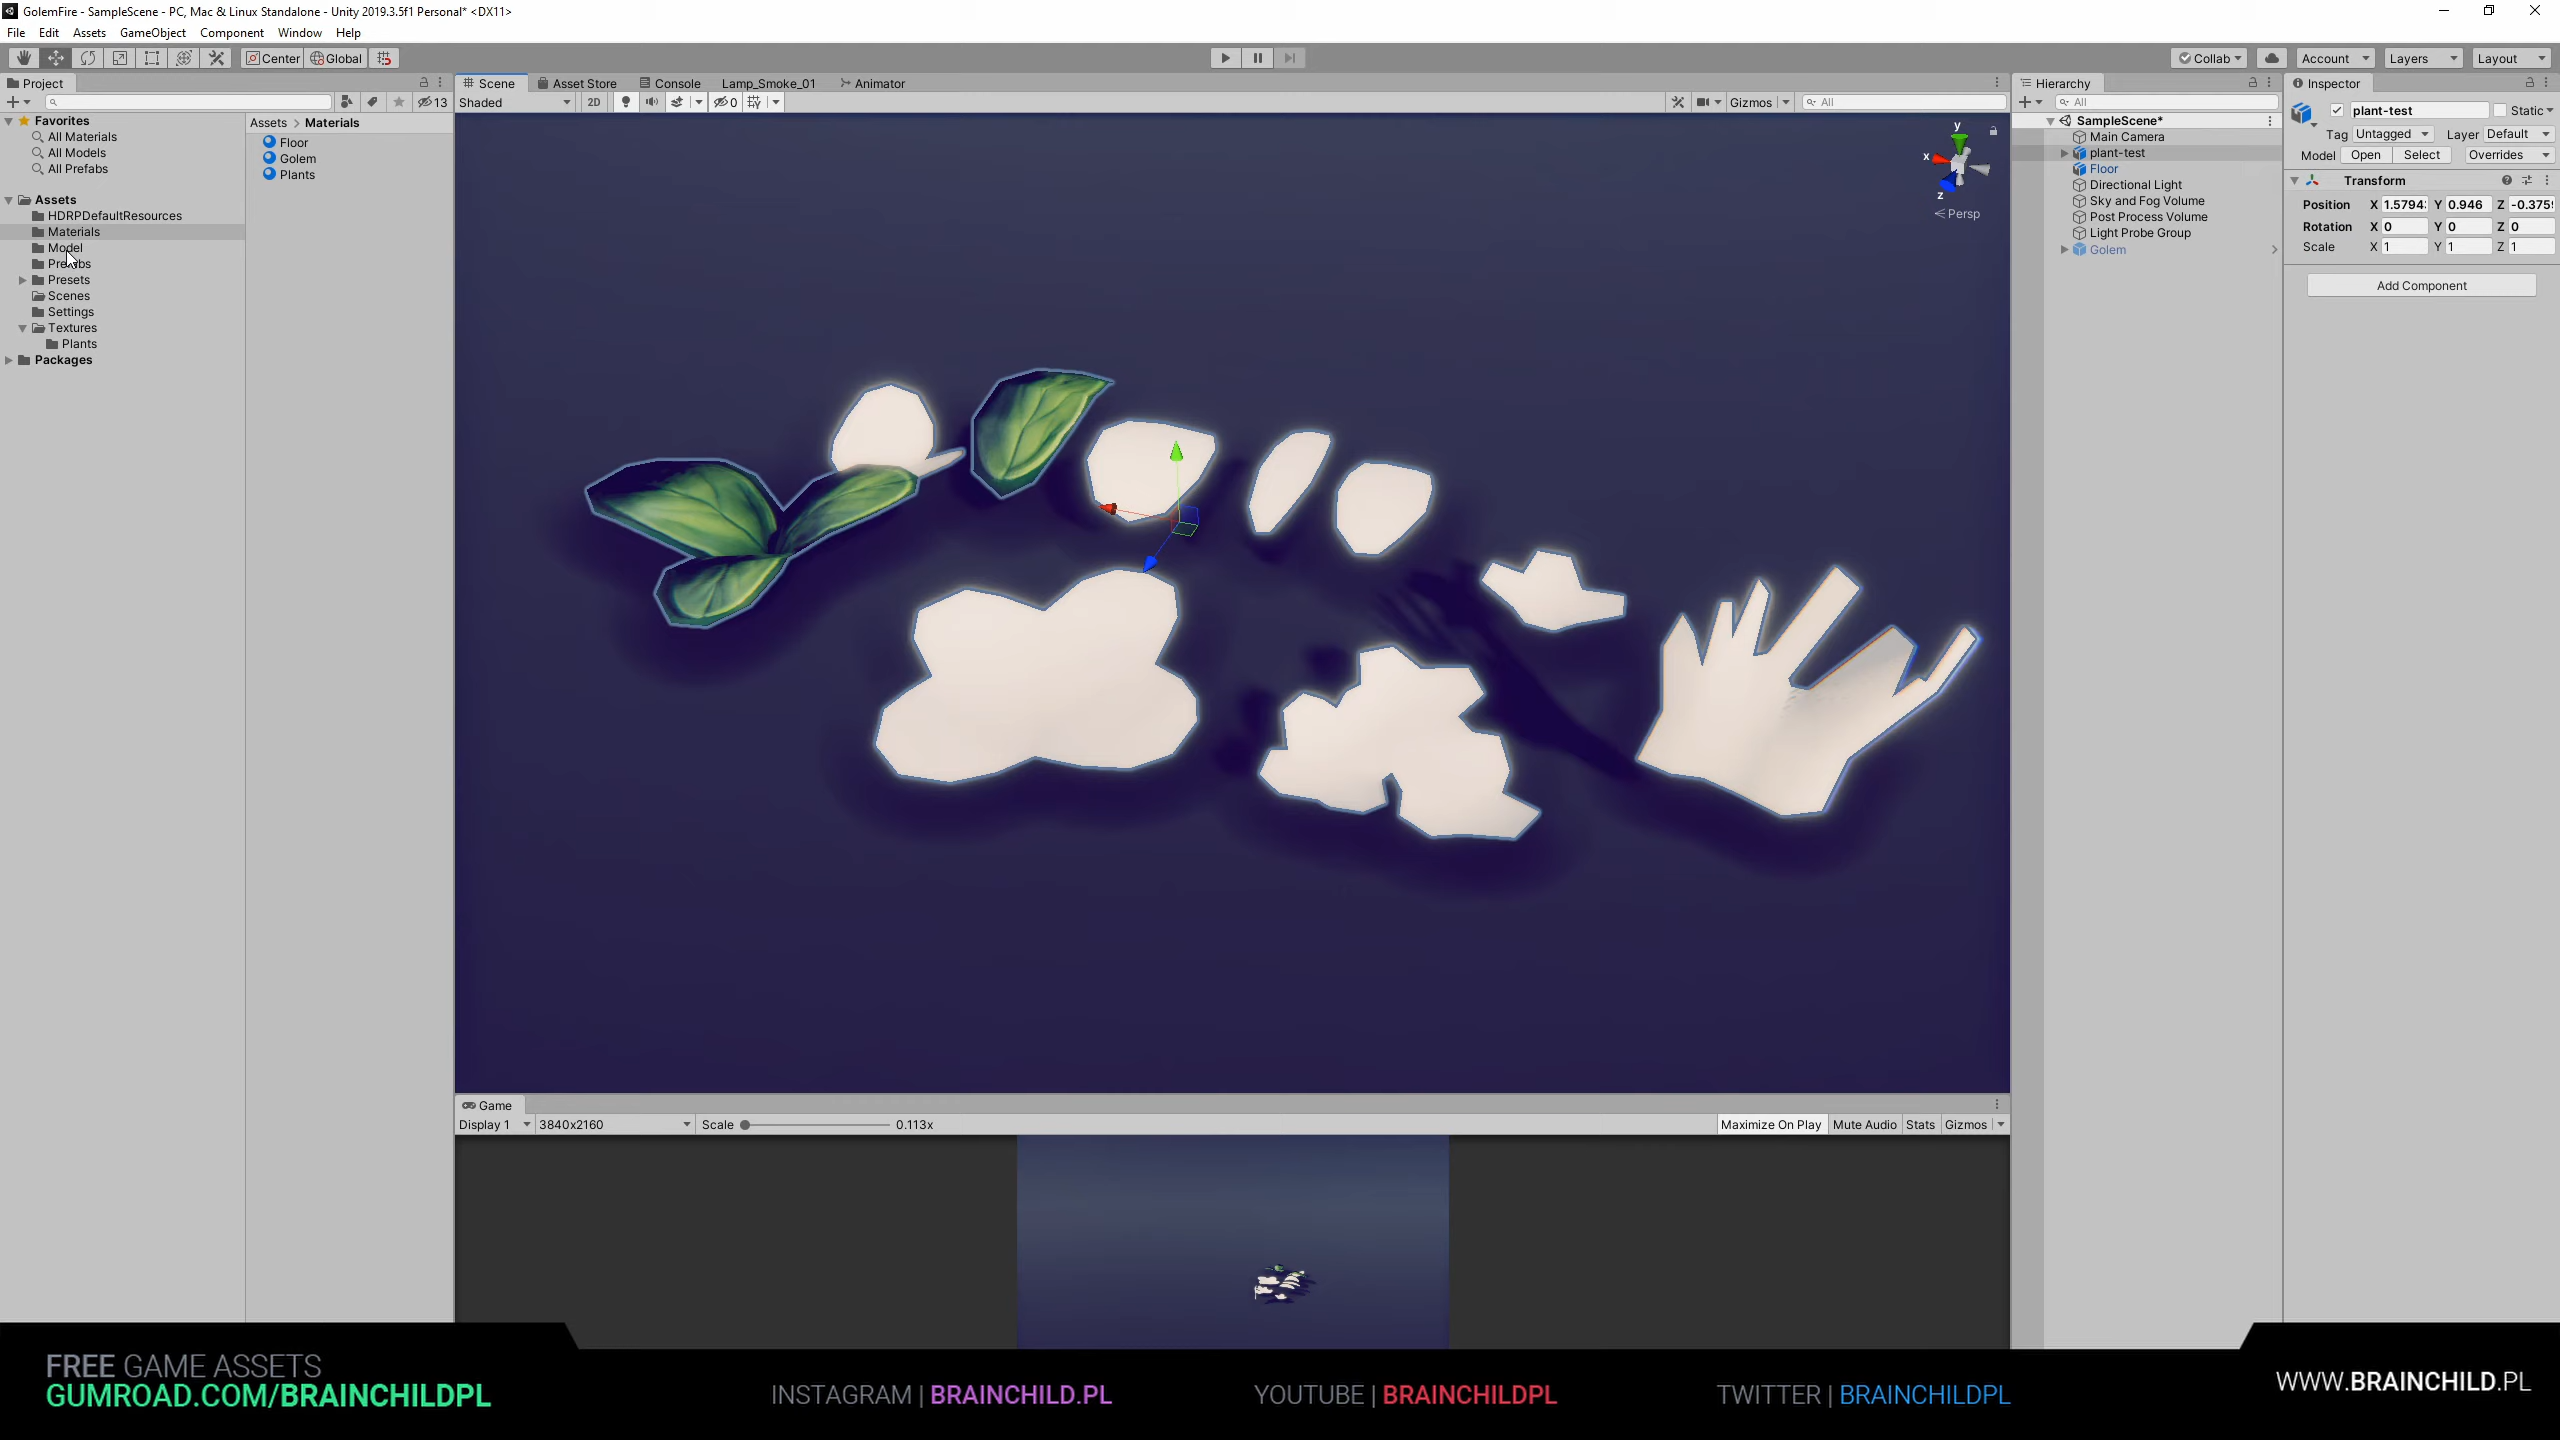 GolemFire - SampleScene - PC, Mac & Linux Standalone - Unity 2019.3.5f1 Personal* <DX11>
File Edit Assets GameObject Component Window Help
Center Global Collab Account Layers Layout
Project
13
Favorites
All Materials
All Models
All Prefabs
Assets
HDRPDefaultResources
Materials
Model
Prefabs
Presets
Scenes
Settings
Textures
Plants
Packages
Assets > Materials
Floor
Golem
Plants
Scene Asset Store Console Lamp_Smoke_01 Animator
Shaded 2D 0 Gizmos All
y
x
z
Persp
Game
Display 1 3840x2160 Scale 0.113x Maximize On Play Mute Audio Stats Gizmos
Hierarchy
All
SampleScene*
Main Camera
plant-test
Floor
Directional Light
Sky and Fog Volume
Post Process Volume
Light Probe Group
Golem
Inspector
plant-test Static
Tag Untagged Layer Default
Model Open Select Overrides
Transform
Position X 1.5794 Y 0.946 Z -0.375
Rotation X 0 Y 0 Z 0
Scale X 1 Y 1 Z 1
Add Component
FREE GAME ASSETS
GUMROAD.COM/BRAINCHILDPL
INSTAGRAM | BRAINCHILD.PL
YOUTUBE | BRAINCHILDPL
TWITTER | BRAINCHILDPL
WWW.BRAINCHILD.PL